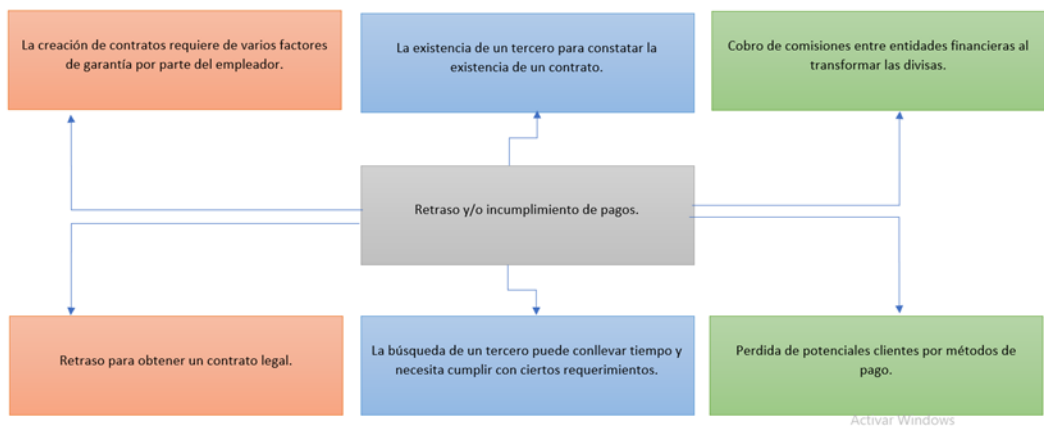 La creación de contratos requiere de varios factores
de garantía por parte del empleador.
La existencia de un tercero para constatar la
existencia de un contrato.
Cobro de comisiones entre entidades financieras al
transformar las divisas.
Retraso y/o incumplimiento de pagos.
Retraso para obtener un contrato legal.
La búsqueda de un tercero puede conllevar tiempo y
necesita cumplir con ciertos requerimientos.
Perdida de potenciales clientes por métodos de
pago.
Activar Windows